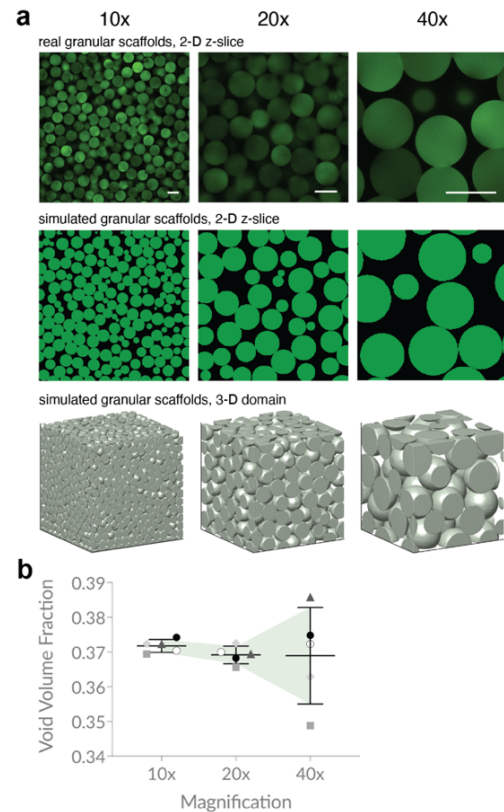 a
10x 20x 40x
real granular scaffolds, 2-D z-slice
simulated granular scaffolds, 2-D z-slice
simulated granular scaffolds, 3-D domain
b
Void Volume Fraction
0.39
0.38
0.37
0.36
0.35
0.34
10x 20x 40x
Magnification